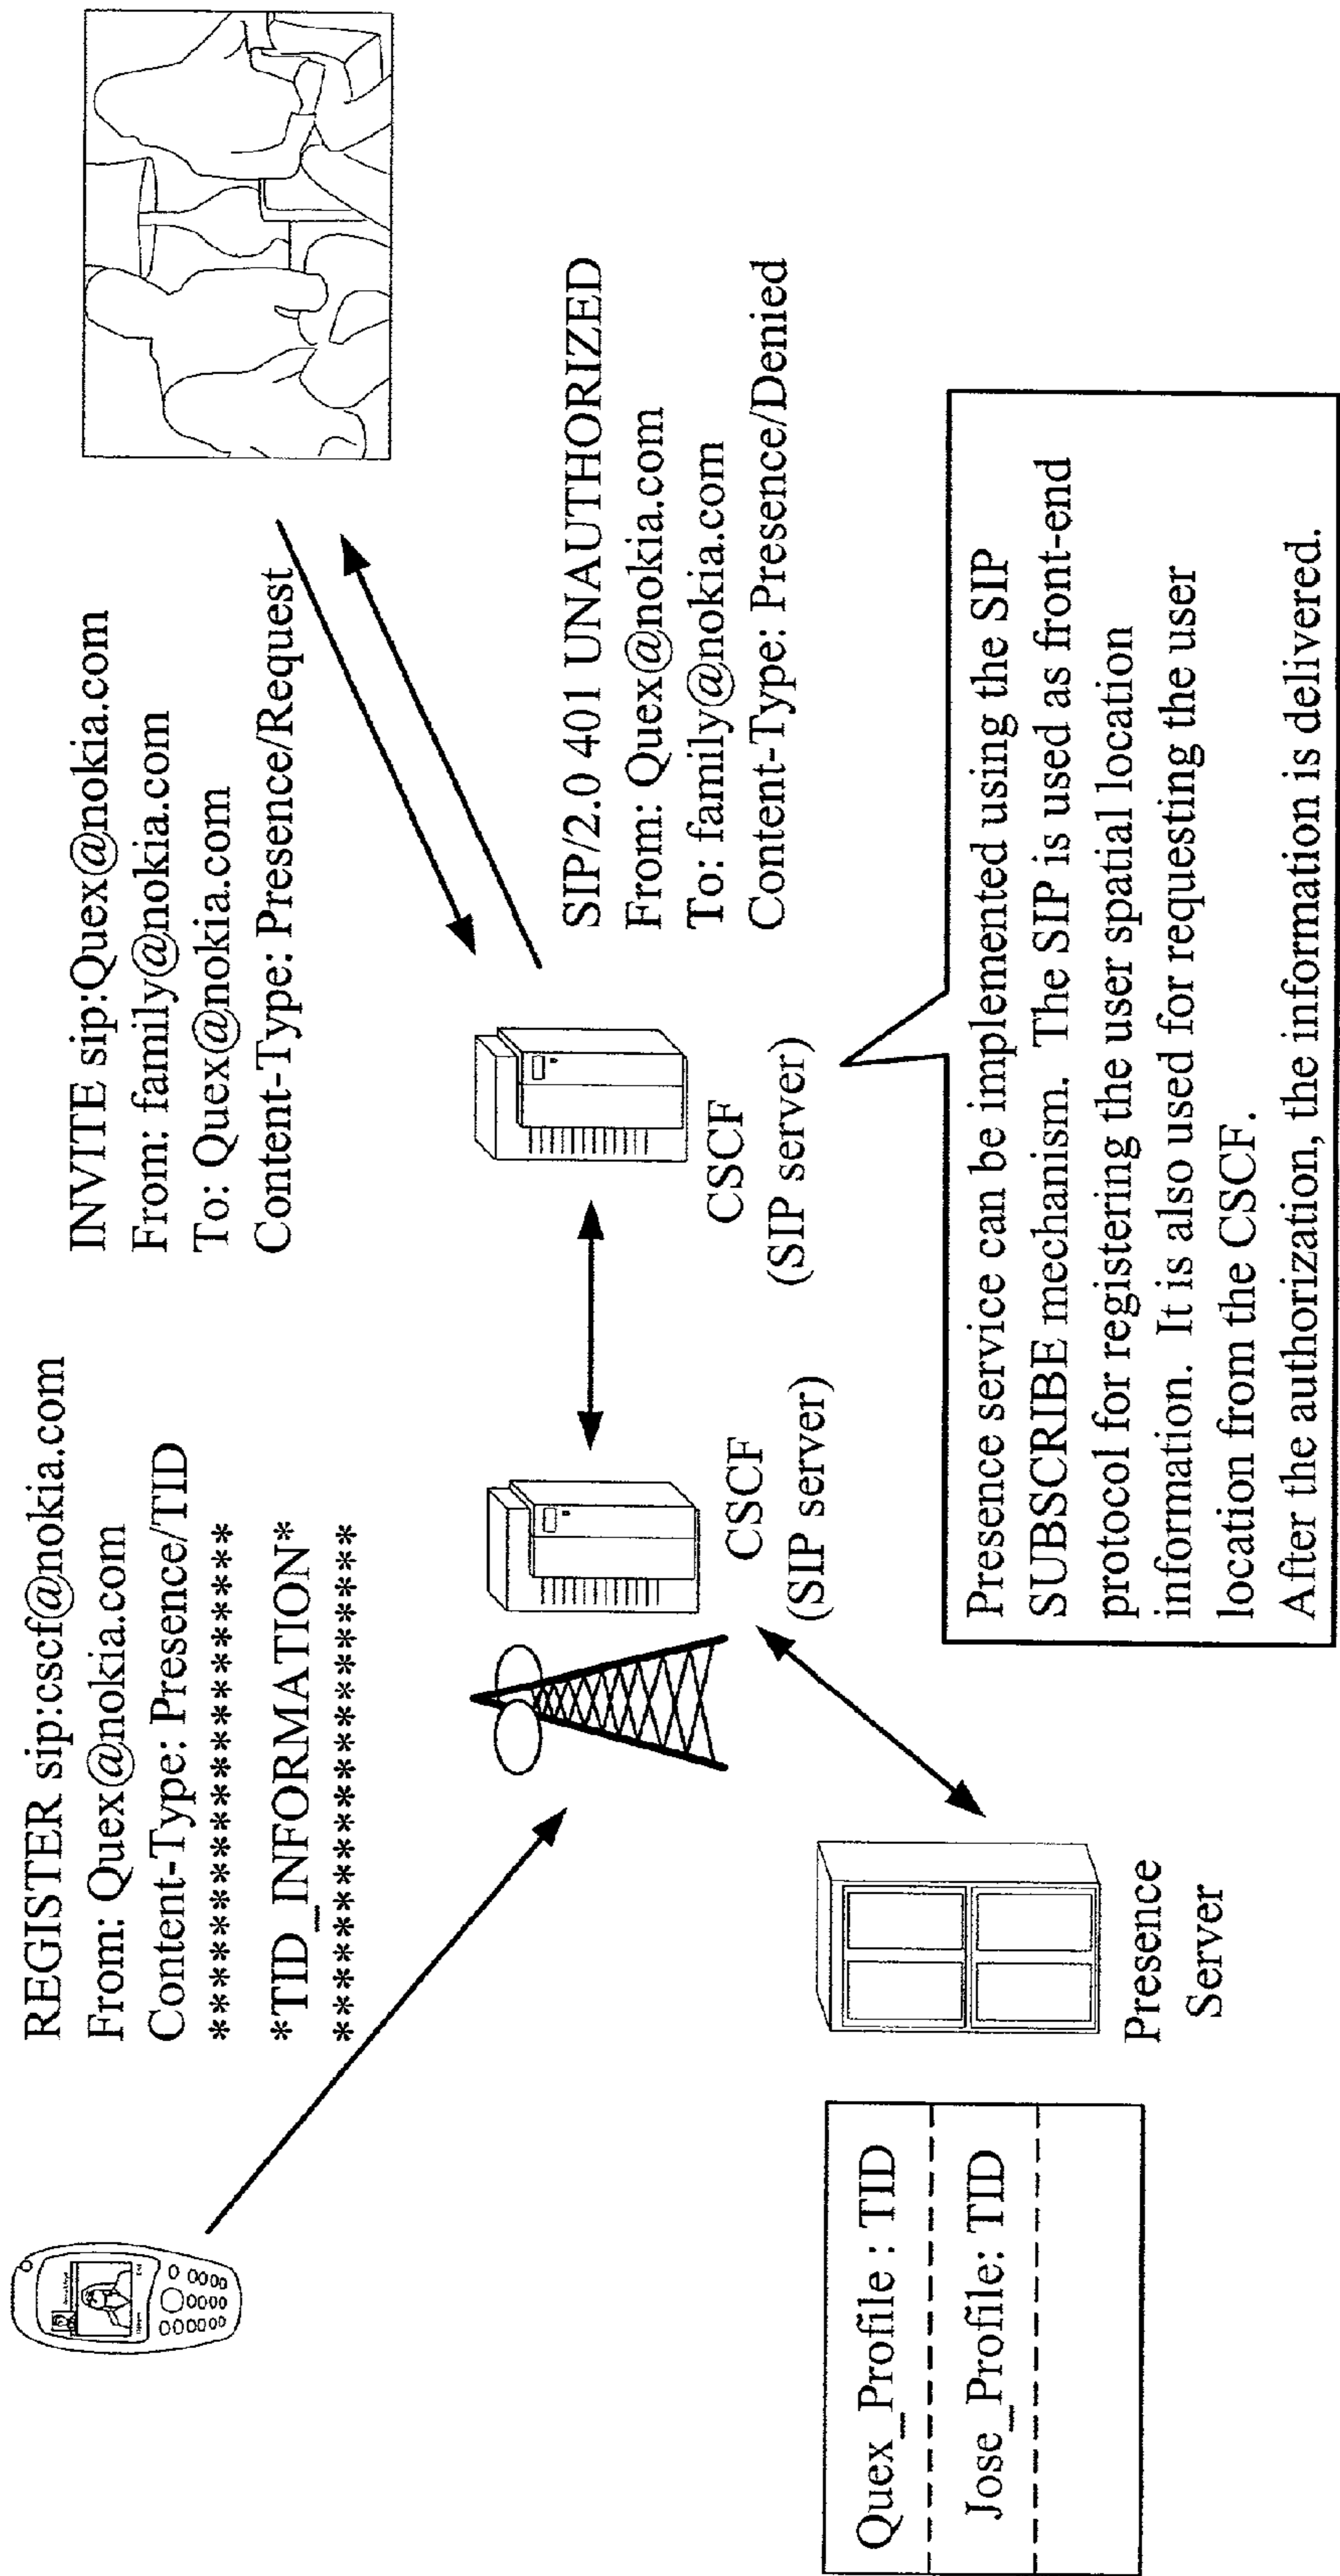 REGISTER sip:cscf@nokia.com
From: Quex@nokia.com
Content-Type: Presence/TID
********************
*TID_INFORMATION*
********************
INVITE sip:Quex@nokia.com
From: family@nokia.com
To: Quex@nokia.com
Content-Type: Presence/Request
SIP/2.0 401 UNAUTHORIZED
From: Quex@nokia.com
To: family@nokia.com
Content-Type: Presence/Denied
CSCF
(SIP server)
CSCF
(SIP server)
Quex_Profile : TID
Jose_Profile: TID
Presence
Server
Presence service can be implemented using the SIP
SUBSCRIBE mechanism. The SIP is used as front-end
protocol for registering the user spatial location
information. It is also used for requesting the user
location from the CSCF.
After the authorization, the information is delivered.